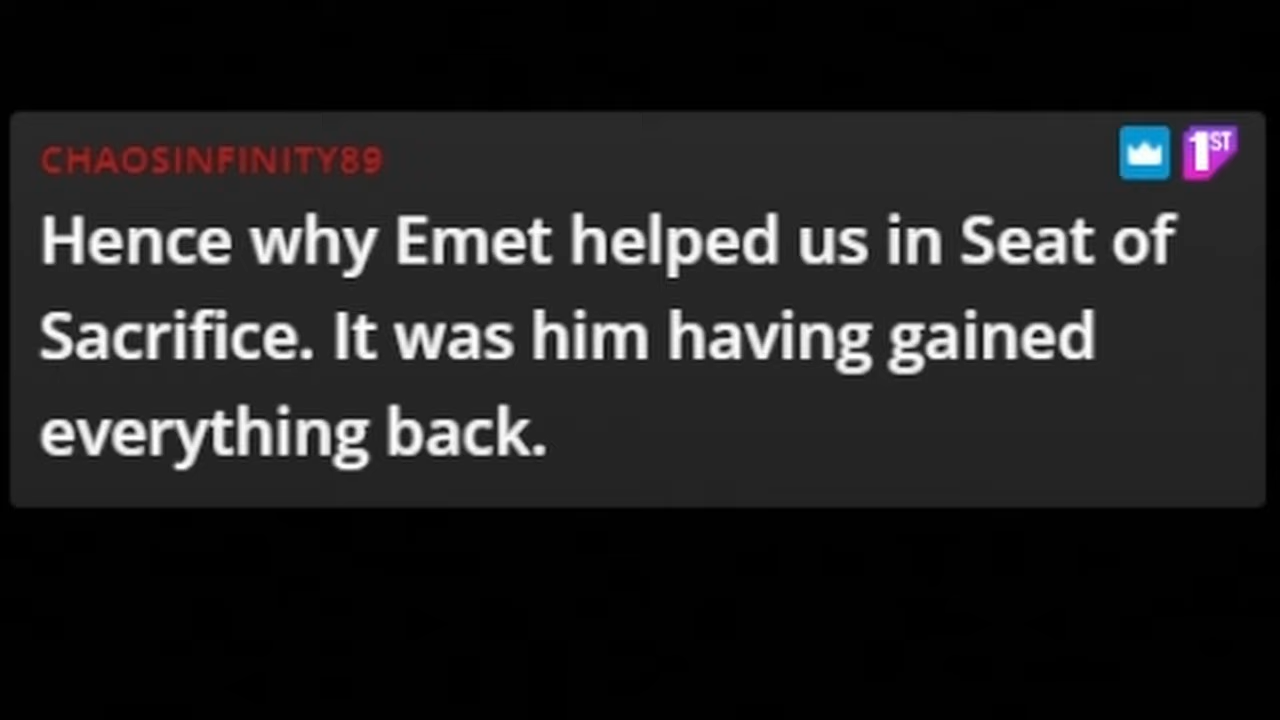 CHAOSINFINITY89
1ST
Hence why Emet helped us in Seat of
Sacrifice. It was him having gained
everything back.